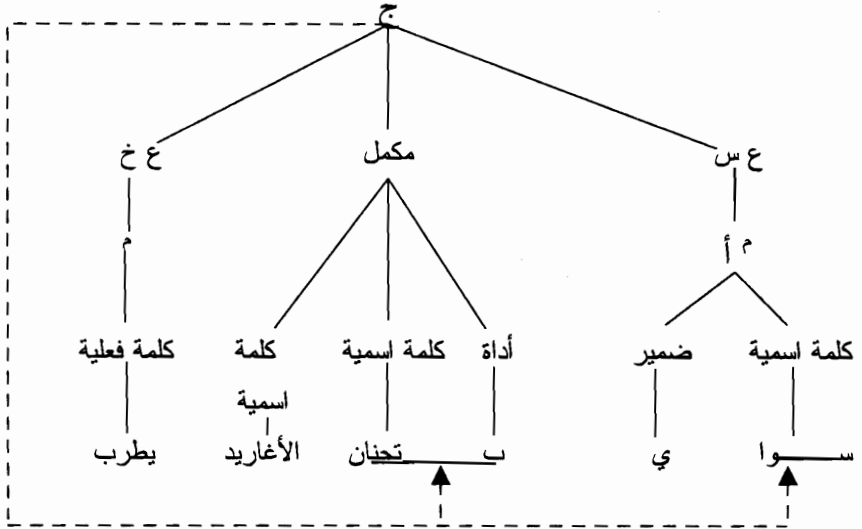 ج
ع س مكمل ع خ
م أ م
كلمة اسمية ضمير أداة كلمة اسمية كلمة كلمة فعلية
اسمية
سوا ي ب تحنان الأغاريد يطرب